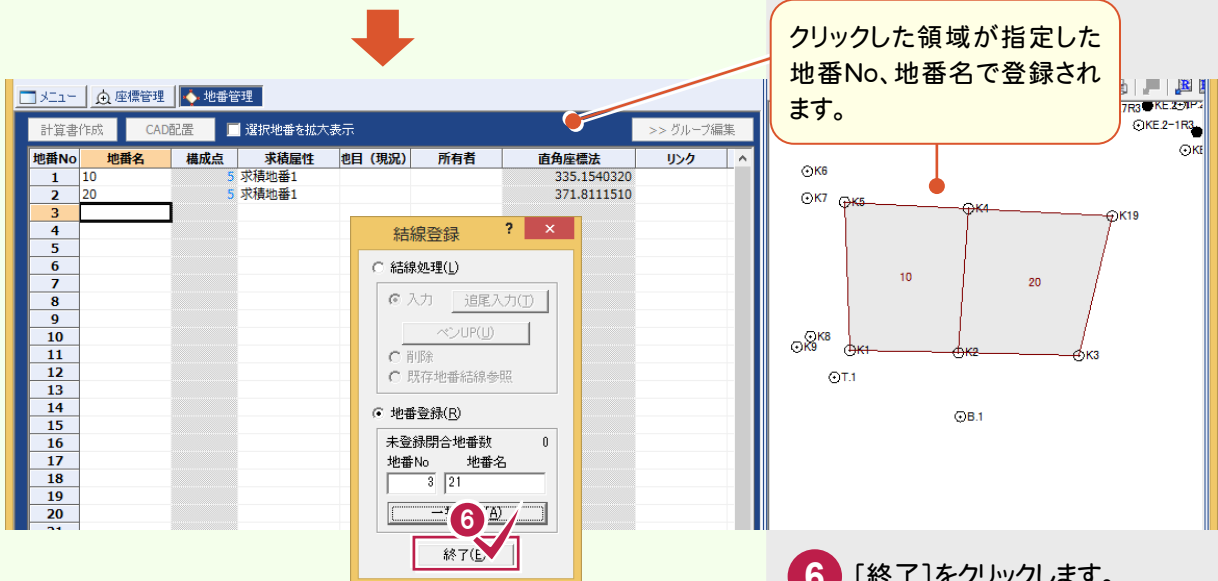 クリックした領域が指定した
地番No、地番名で登録され
ます。
メニュー 座標管理 地番管理
計算書作成 CAD配置 選択地番を拡大表示 >> グループ編集
地番No 地番名 構成点 求積属性 地目（現況） 所有者 直角座標法 リンク
1 10 5 求積地番1 335.1540320
2 20 5 求積地番1 371.8111510
3
4
5
6
7
8
9
10
11
12
13
14
15
16
17
18
19
20
21
結線登録 ? ×
結線処理(L)
入力 追尾入力(T)
ペンUP(U)
削除
既存地番結線参照
地番登録(R)
未登録閉合地番数 0
地番No 地番名
3 21
(A)
6
終了(E)
7R3 KE.2-1P2
KE.2-1R3
KE
K6
K7 K5 K4 K19
10 20
K8
K9 K1 K2 K3
T.1
B.1
6 ［終了］をクリックします。